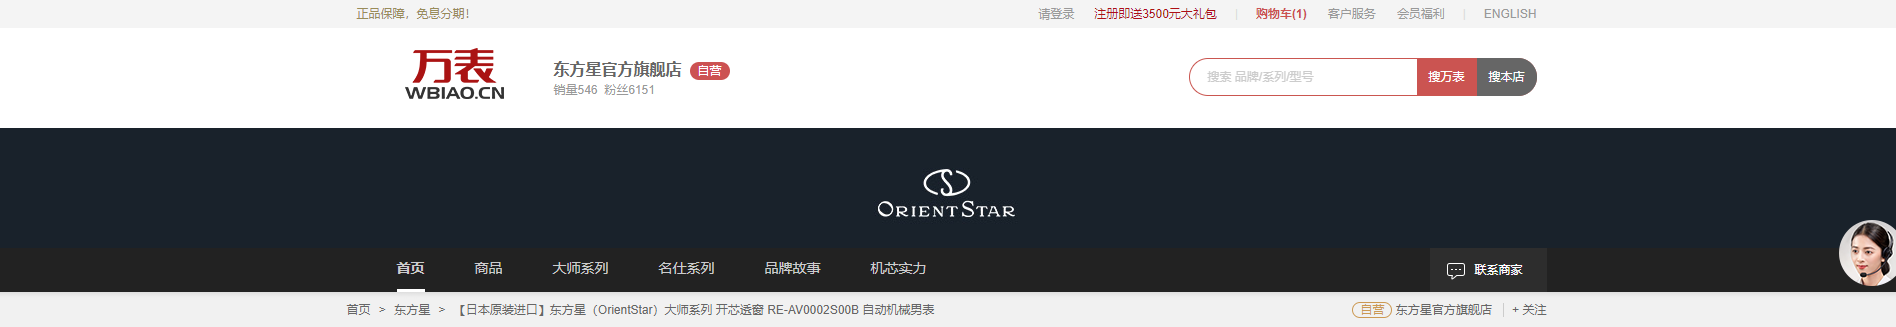 正品保障，免息分期！
请登录 注册即送3500元大礼包 | 购物车(1) 客户服务 会员福利 | ENGLISH
万表
WBIAO.CN
东方星官方旗舰店 自营
销量546 粉丝6151
搜索 品牌/系列/型号 搜万表 搜本店
ORIENT STAR
首页 商品 大师系列 名仕系列 品牌故事 机芯实力 联系商家
首页 > 东方星 > 【日本原装进口】东方星（OrientStar）大师系列 开芯透窗 RE-AV0002S00B 自动机械男表
自营 东方星官方旗舰店 | + 关注